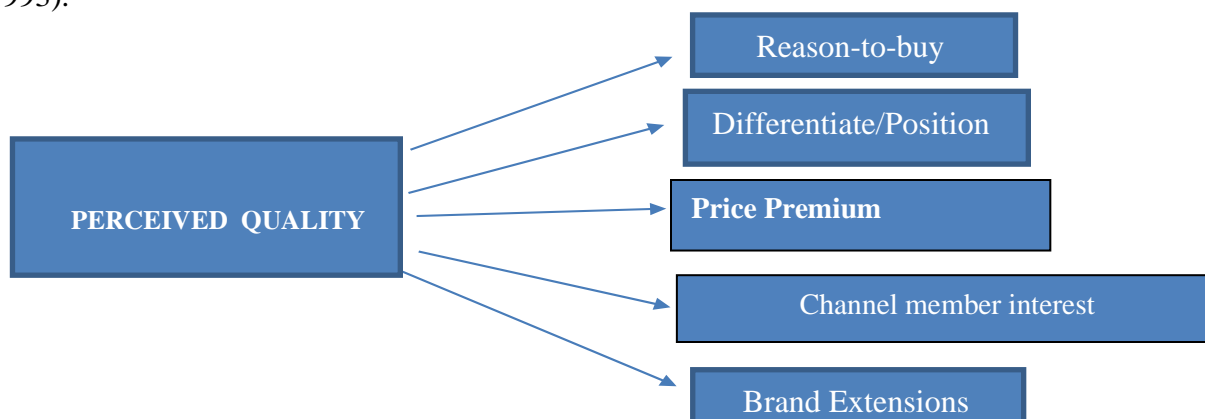 Reason-to-buy
Differentiate/Position
PERCEIVED QUALITY
Price Premium
Channel member interest
Brand Extensions